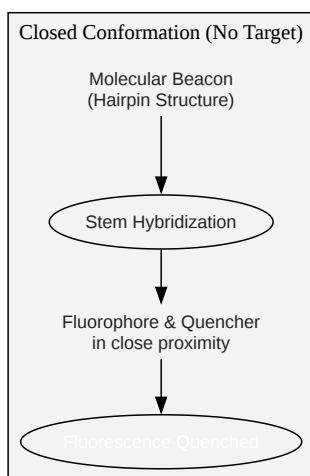 Closed Conformation (No Target)
Molecular Beacon
(Hairpin Structure)
Stem Hybridization
Fluorophore & Quencher
in close proximity
Fluorescence Quenched